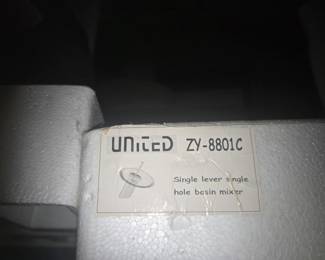 UNITED ZY-8801C
Single lever single
hole basin mixer